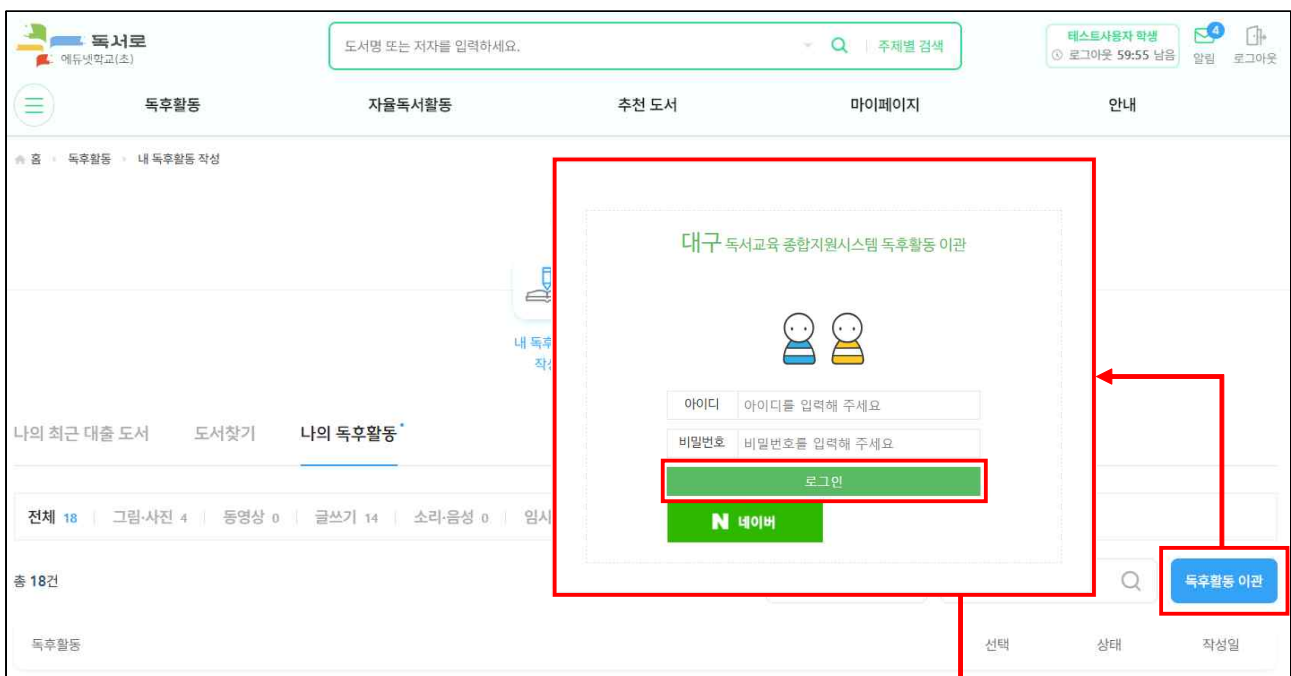 독서로
에듀넷학교(초)
도서명 또는 저자를 입력하세요.
주제별 검색
테스트사용자 학생
로그아웃 59:55 남음
4
알림
로그아웃
독후활동
자율독서활동
추천 도서
마이페이지
안내
홈 독후활동 내 독후활동 작성
대구 독서교육 종합지원시스템 독후활동 이관
내 독후
아이디 아이디를 입력해 주세요
비밀번호 비밀번호를 입력해 주세요
로그인
N 네이버
나의 최근 대출 도서
도서찾기
나의 독후활동
전체 18
그림·사진 4
동영상 0
글쓰기 14
소리·음성 0
임시
총 18건
독후활동 이관
독후활동
선택
상태
작성일